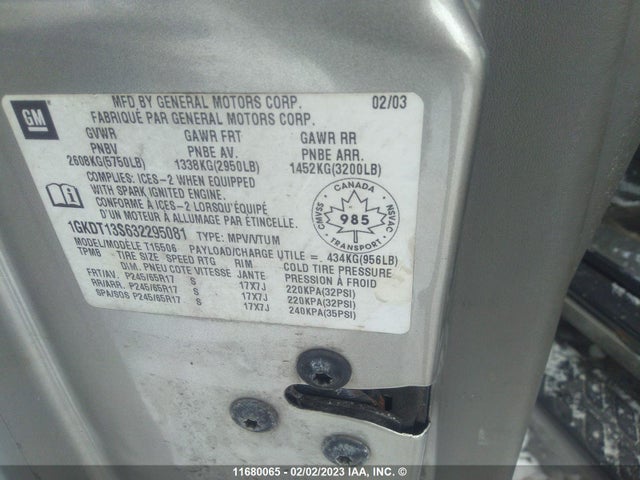 GM
MFD BY GENERAL MOTORS CORP. 02/03
FABRIQUÉ PAR GENERAL MOTORS CORP.
GVWR GAWR FRT GAWR RR
PNBV PNBE AV. PNBE ARR.
2608KG(5750LB) 1338KG(2950LB) 1452KG(3200LB)
COMPLIES: ICES-2 WHEN EQUIPPED
WITH SPARK IGNITED ENGINE.
CONFORME À ICES-2 LORSQU'ÉQUIPÉ
D'UN MOTEUR À ALLUMAGE PAR ÉTINCELLE.
CANADA
CMVSS 985 NSVAC
TRANSPORT
1GKDT13S632295081 TYPE: MPV/VTUM
MODEL/MODÈLE T15506 PAYLOAD/CHARGE UTILE = 434KG(956LB)
TPMB TIRE SIZE SPEED RTG RIM COLD TIRE PRESSURE
DIM. PNEU COTE VITESSE JANTE PRESSION À FROID
FRT/AV. P245/65R17 S 17X7J 220KPA(32PSI)
RR/ARR. P245/65R17 S 17X7J 220KPA(32PSI)
SPA/SOS P245/65R17 S 17X7J 240KPA(35PSI)
11680065 - 02/02/2023 IAA, INC. ©